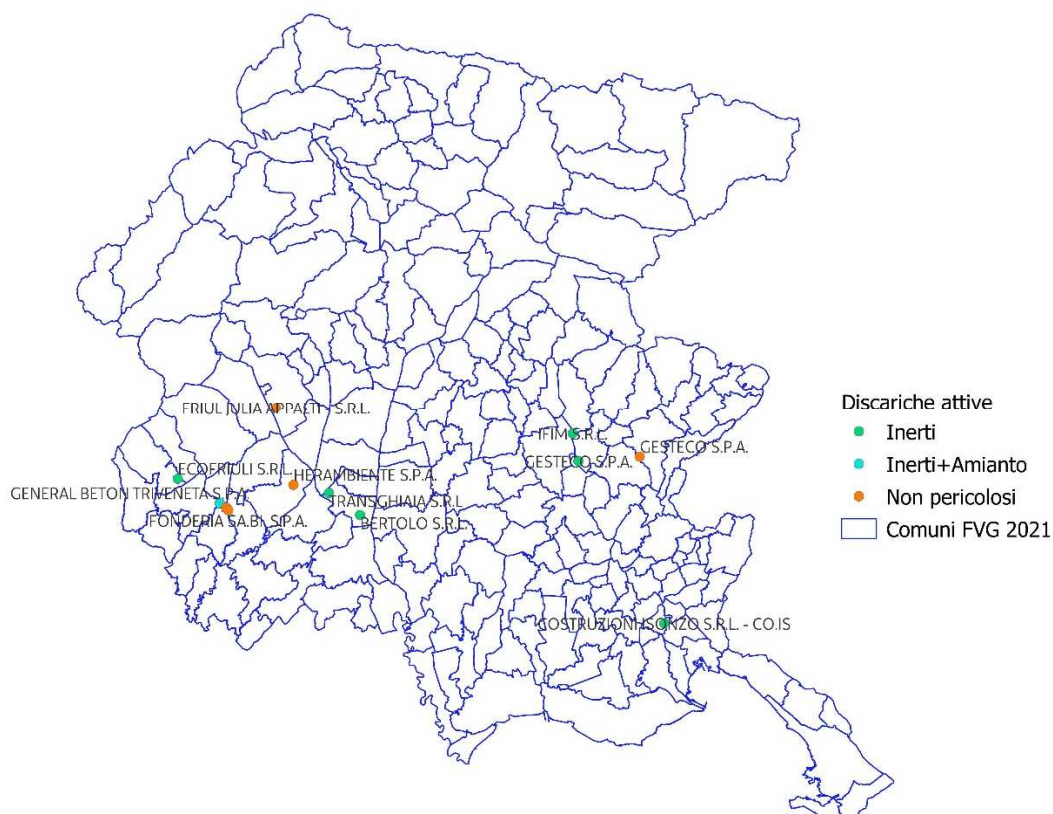 FRIUL JULIA APPALTI - S.R.L.
IFIM S.R.L.
GESTECO S.P.A.
GESTECO S.P.A.
ECOFRIULI S.R.L.
HERAMBIENTE S.P.A.
GENERAL BETON TRIVENETA S.P.A.
TRANSGHIAIA S.R.L
FONDERIA SA.BI. S.P.A.
BERTOLO S.R.L.
COSTRUZIONI ISONZO S.R.L. - CO.IS
Discariche attive
Inerti
Inerti+Amianto
Non pericolosi
Comuni FVG 2021